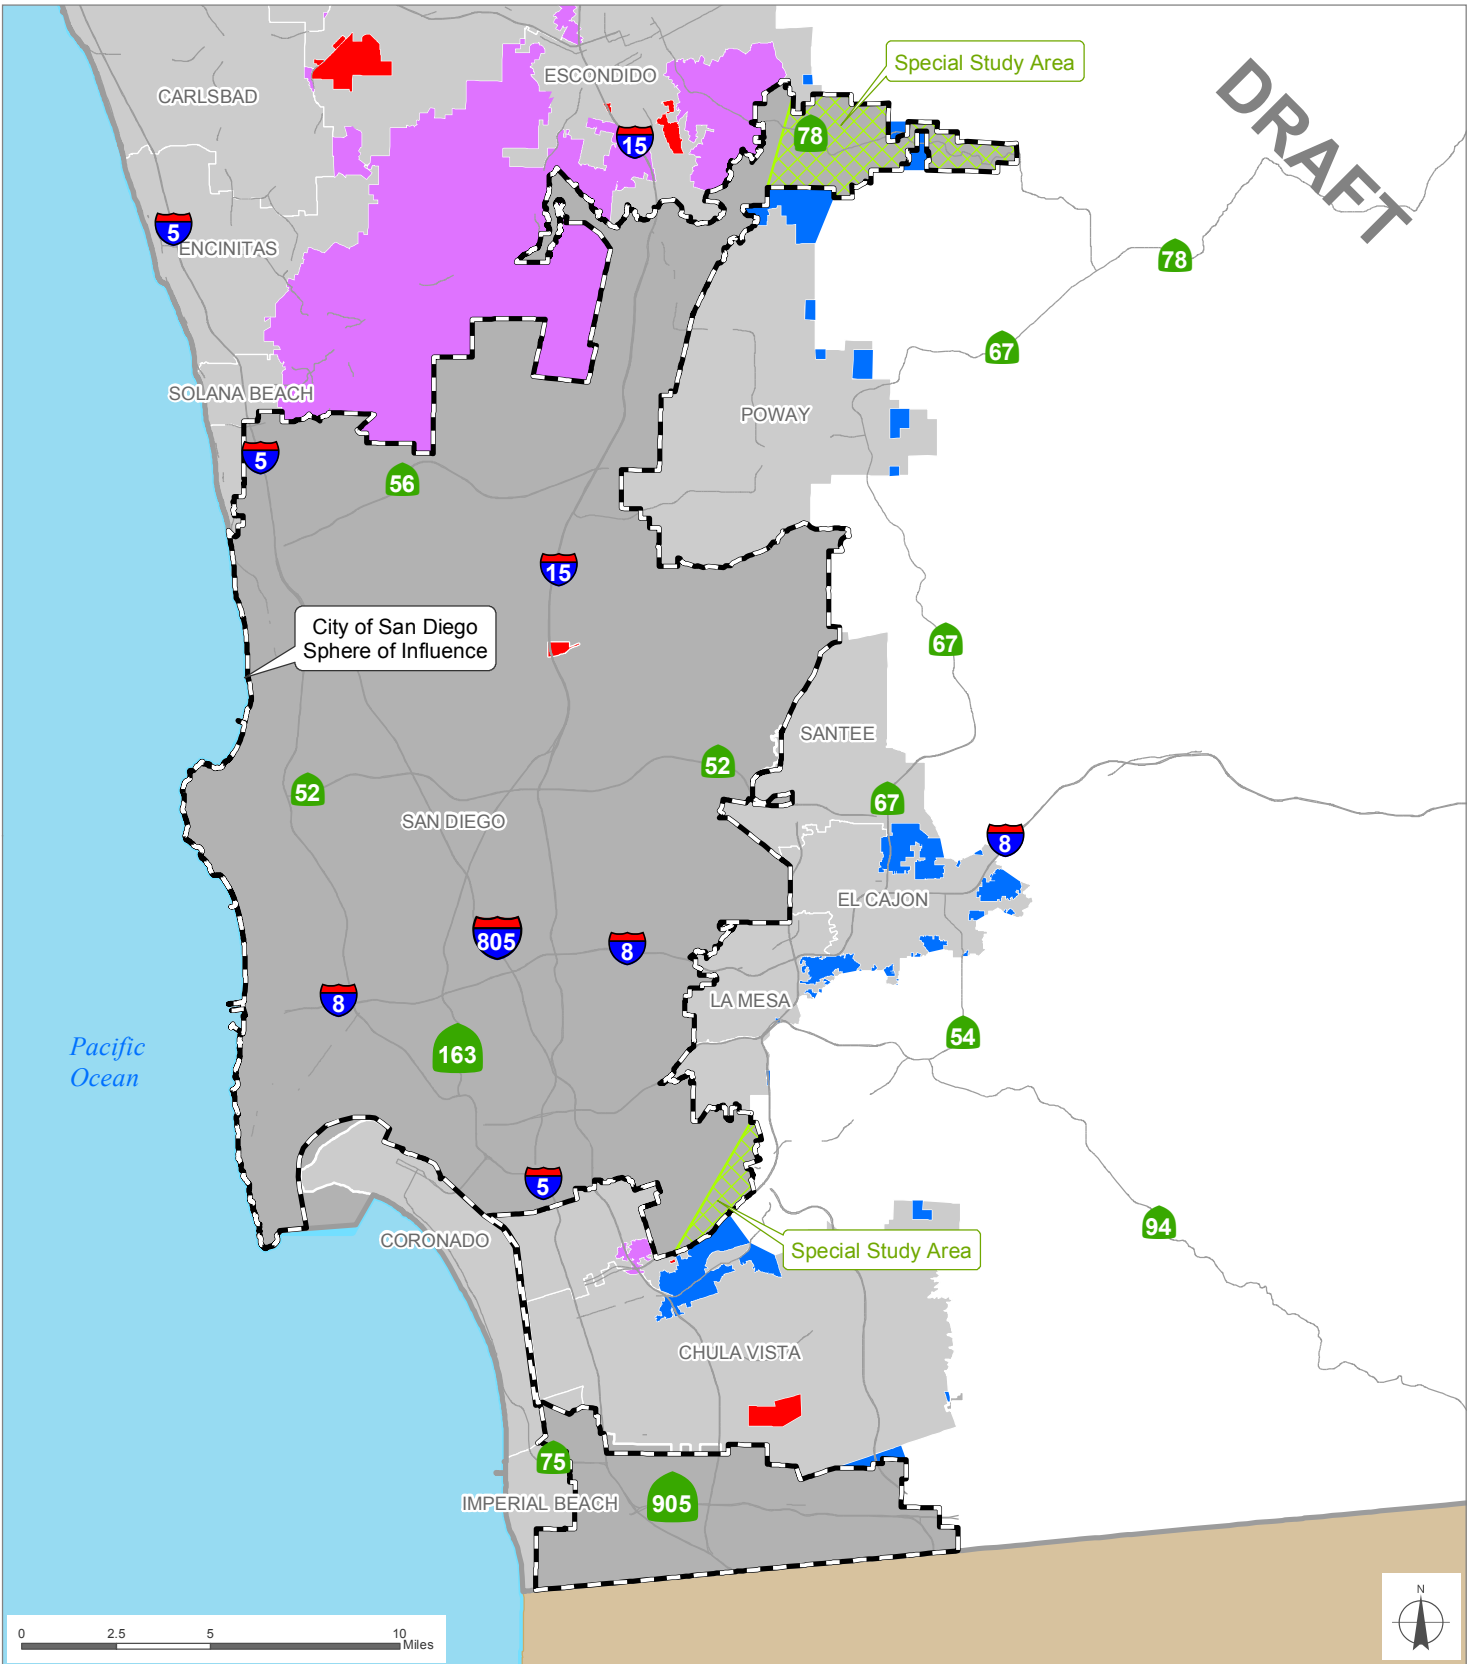 Special Study Area
DRAFT
ESCONDIDO
CARLSBAD
78
15
5
ENCINITAS
78
67
SOLANA BEACH
POWAY
5
56
15
City of San Diego
Sphere of Influence
67
SANTEE
52
52
67
SAN DIEGO
8
EL CAJON
805
8
8
LA MESA
54
163
Pacific
Ocean
5
94
CORONADO
Special Study Area
CHULA VISTA
75
IMPERIAL BEACH
905
N
0 2.5 5 10
Miles